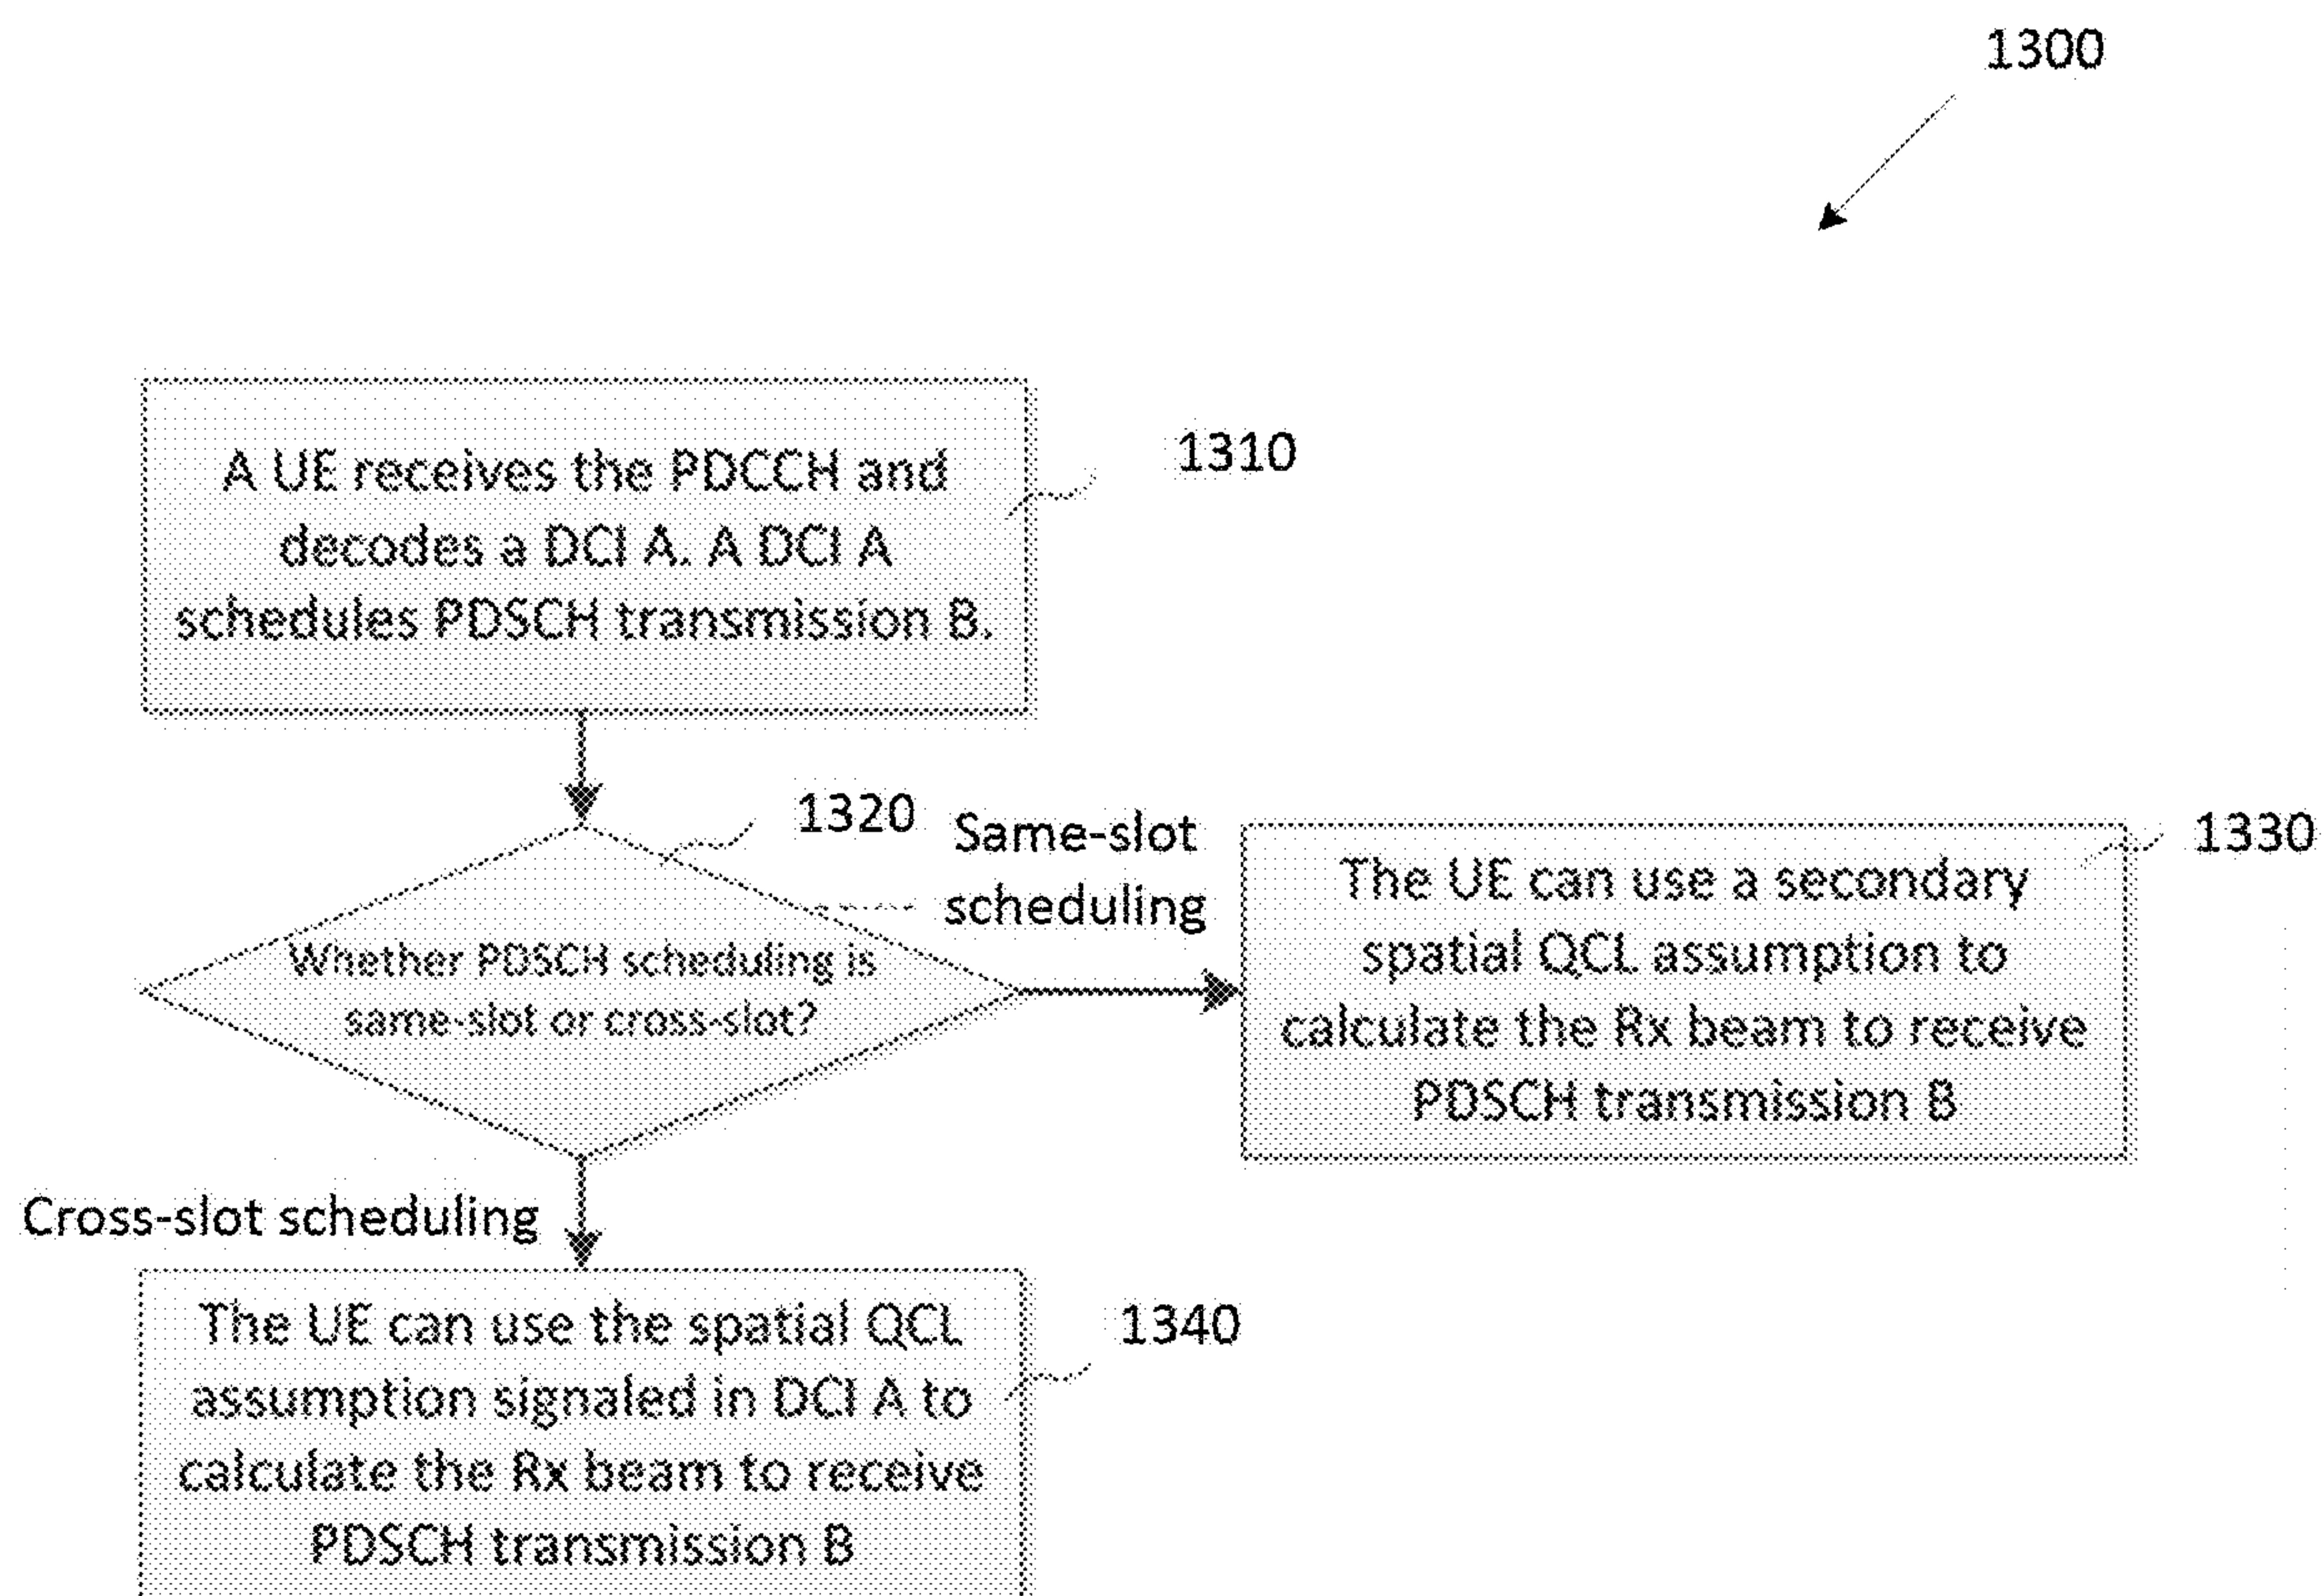 1300
A UE receives the PDCCH and
decodes a DCI A. A DCI A
schedules PDSCH transmission B.
1310
1320
Same-slot
scheduling
Whether PDSCH scheduling is
same-slot or cross-slot?
The UE can use a secondary
spatial QCL assumption to
calculate the Rx beam to receive
PDSCH transmission B
1330
Cross-slot scheduling
The UE can use the spatial QCL
assumption signaled in DCI A to
calculate the Rx beam to receive
PDSCH transmission B
1340